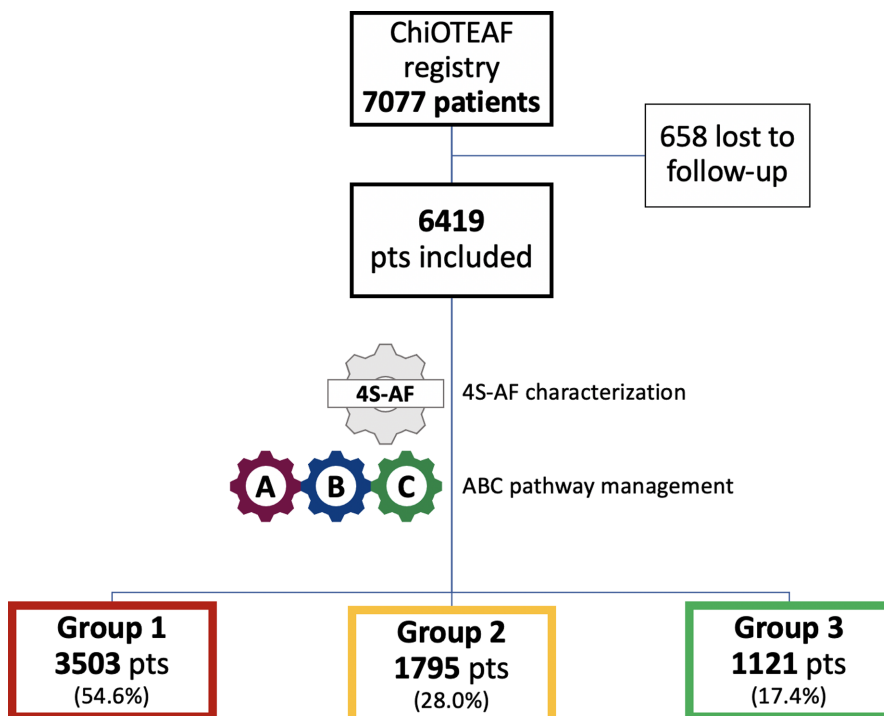 ChiOTEAF
registry
7077 patients
658 lost to
follow-up
6419
pts included
4S-AF
4S-AF characterization
A B C
ABC pathway management
Group 1
3503 pts
(54.6%)
Group 2
1795 pts
(28.0%)
Group 3
1121 pts
(17.4%)